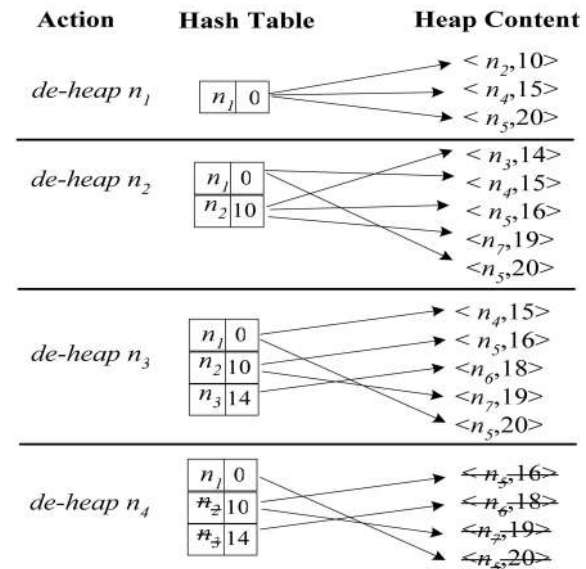 Action Hash Table Heap Content
< n2,10>
de-heap n1 n1 0 < n4,15>
< n5,20>
< n3,14>
de-heap n2 n1 0 < n4,15>
n2 10 < n5,16>
<n7,19>
<n5,20>
< n4,15>
n1 0 < n5,16>
de-heap n3 n2 10 <n6,18>
n3 14 <n7,19>
<n5,20>
n1 0 < n5,16>
de-heap n4 n2 10 < n6,18>
n3 14 <n7,19>
<n5,20>